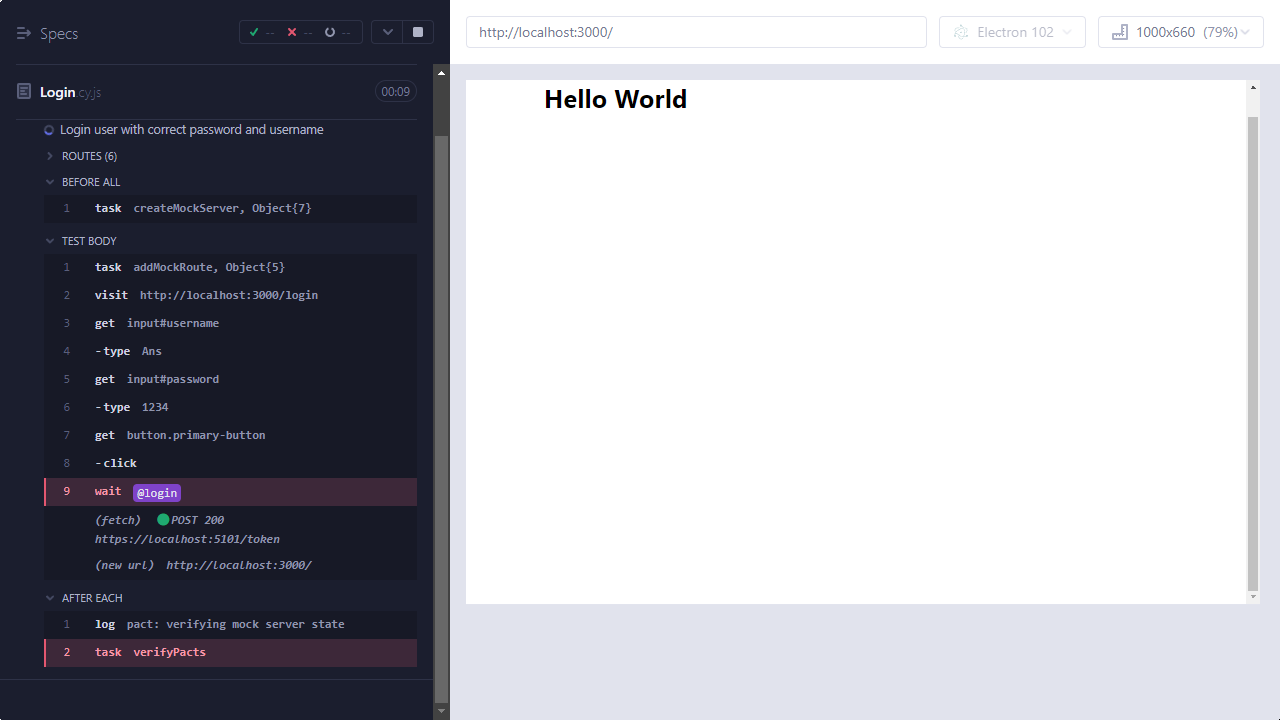 Specs
-- -- --
Login.cy.js
00:09
Login user with correct password and username
ROUTES (6)
BEFORE ALL
1 task createMockServer, Object{7}
TEST BODY
1 task addMockRoute, Object{5}
2 visit http://localhost:3000/login
3 get input#username
4 -type Ans
5 get input#password
6 -type 1234
7 get button.primary-button
8 -click
9 wait @login
(fetch) POST 200
https://localhost:5101/token
(new url) http://localhost:3000/
AFTER EACH
1 log pact: verifying mock server state
2 task verifyPacts
http://localhost:3000/
Electron 102
1000x660 (79%)
Hello World